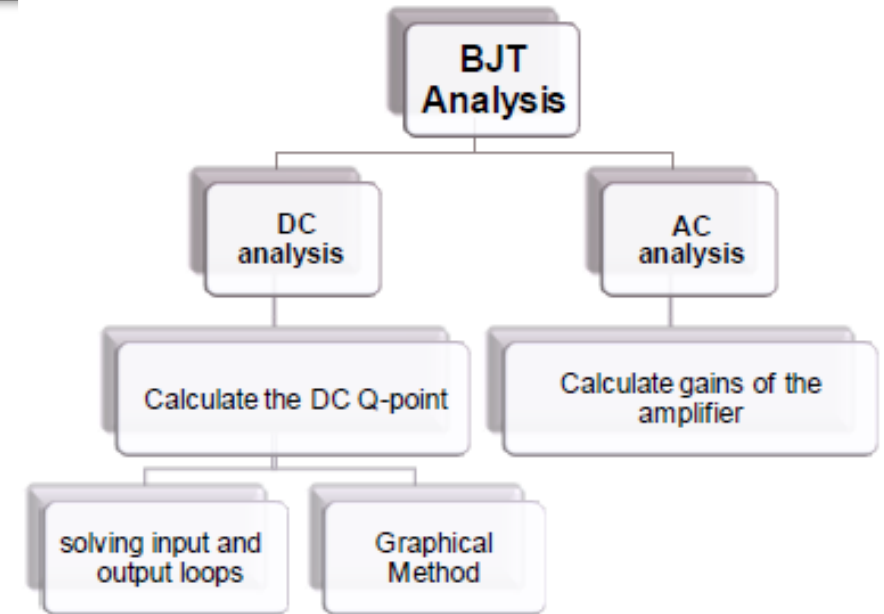 BJT
Analysis
DC
analysis
AC
analysis
Calculate the DC Q-point
Calculate gains of the
amplifier
solving input and
output loops
Graphical
Method